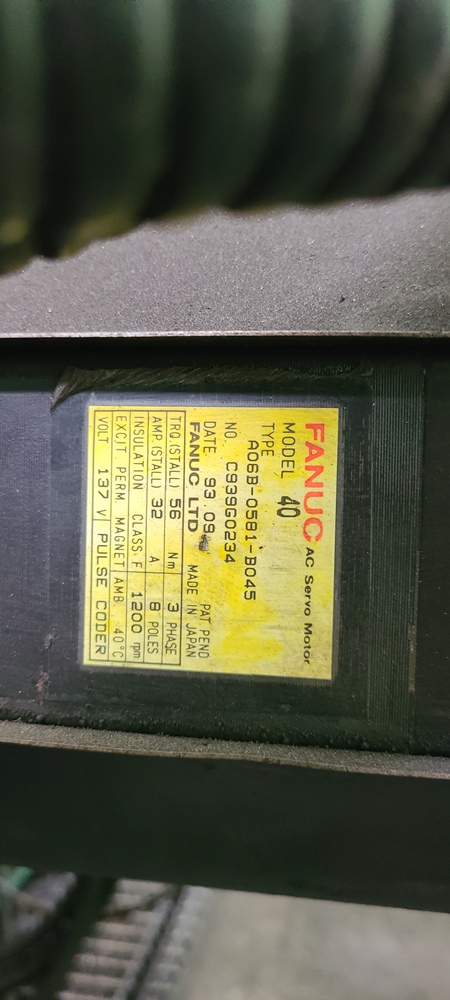 FANUC AC Servo Motor
MODEL 40
TYPE A06B-0581-B045
NO. C939G0234
DATE 93.09 PAT. PEND
FANUC LTD MADE IN JAPAN
TRQ.(STALL) 56 Nm 3 PHASE
AMP.(STALL) 32 A 8 POLES
INSULATION CLASS: F 1200 rpm
EXCIT. PERM. MAGNET AMB 40°C
VOLT 137 V PULSE CODER